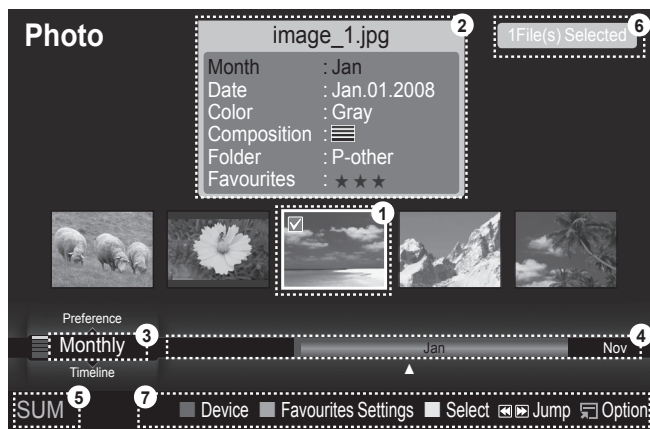 Photo
image_1.jpg
2
1File(s) Selected
6
Month : Jan
Date : Jan.01.2008
Color : Gray
Composition :
Folder : P-other
Favourites : ★★★
1
Preference
Monthly
3
Jan
Nov
4
Timeline
SUM
5
7
Device
Favourites Settings
Select
Jump
Option